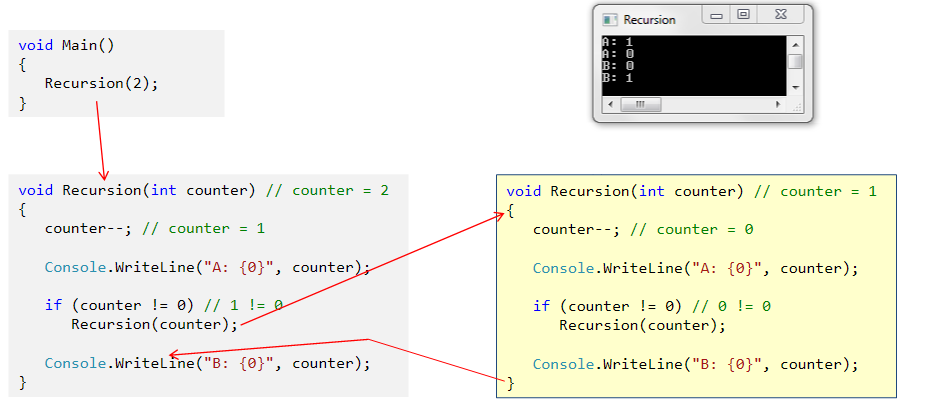 void Main()
{
Recursion(2);
}
Recursion
A: 1
A: 0
B: 0
B: 1
void Recursion(int counter) // counter = 2
{
counter--; // counter = 1
Console.WriteLine("A: {0}", counter);
if (counter != 0) // 1 != 0
Recursion(counter);
Console.WriteLine("B: {0}", counter);
}
void Recursion(int counter) // counter = 1
{
counter--; // counter = 0
Console.WriteLine("A: {0}", counter);
if (counter != 0) // 0 != 0
Recursion(counter);
Console.WriteLine("B: {0}", counter);
}